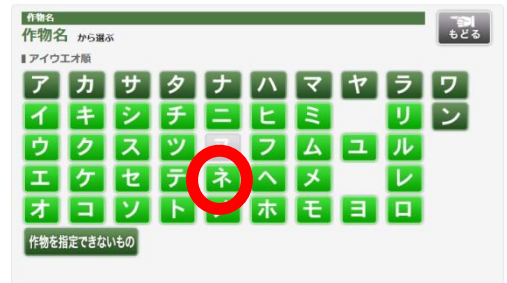 作物名
作物名 から選ぶ
もどる
アイウエオ順
ア カ サ タ ナ ハ マ ヤ ラ ワ
イ キ シ チ ニ ヒ ミ リ ン
ウ ク ス ツ ヌ フ ム ユ ル
エ ケ セ テ ネ ヘ メ レ
オ コ ソ ト ノ ホ モ ヨ ロ
作物を指定できないもの